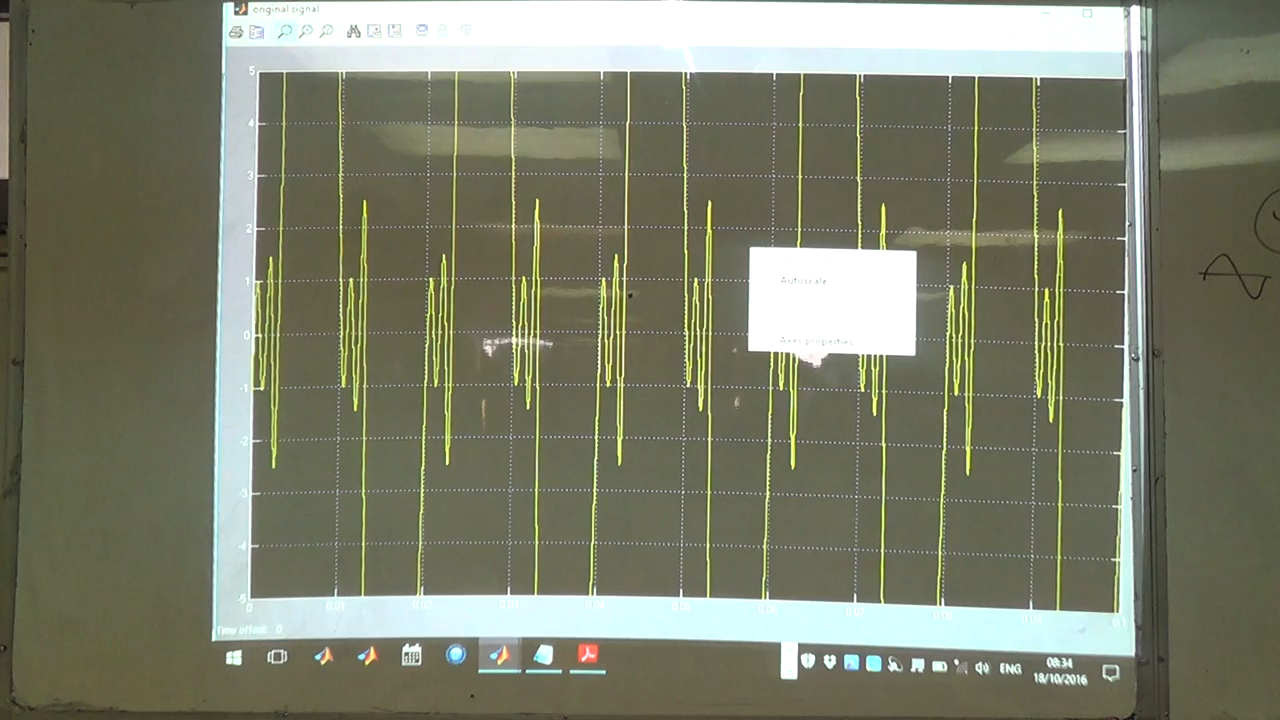 original signal
5
4
3
2
1
0
-1
-2
-3
-4
-5
0 0.01 0.02 0.03 0.04 0.05 0.06 0.07 0.08 0.09 0.1
Autoscale
Axes properties
Time offset: 0
ENG
08:34
18/10/2016